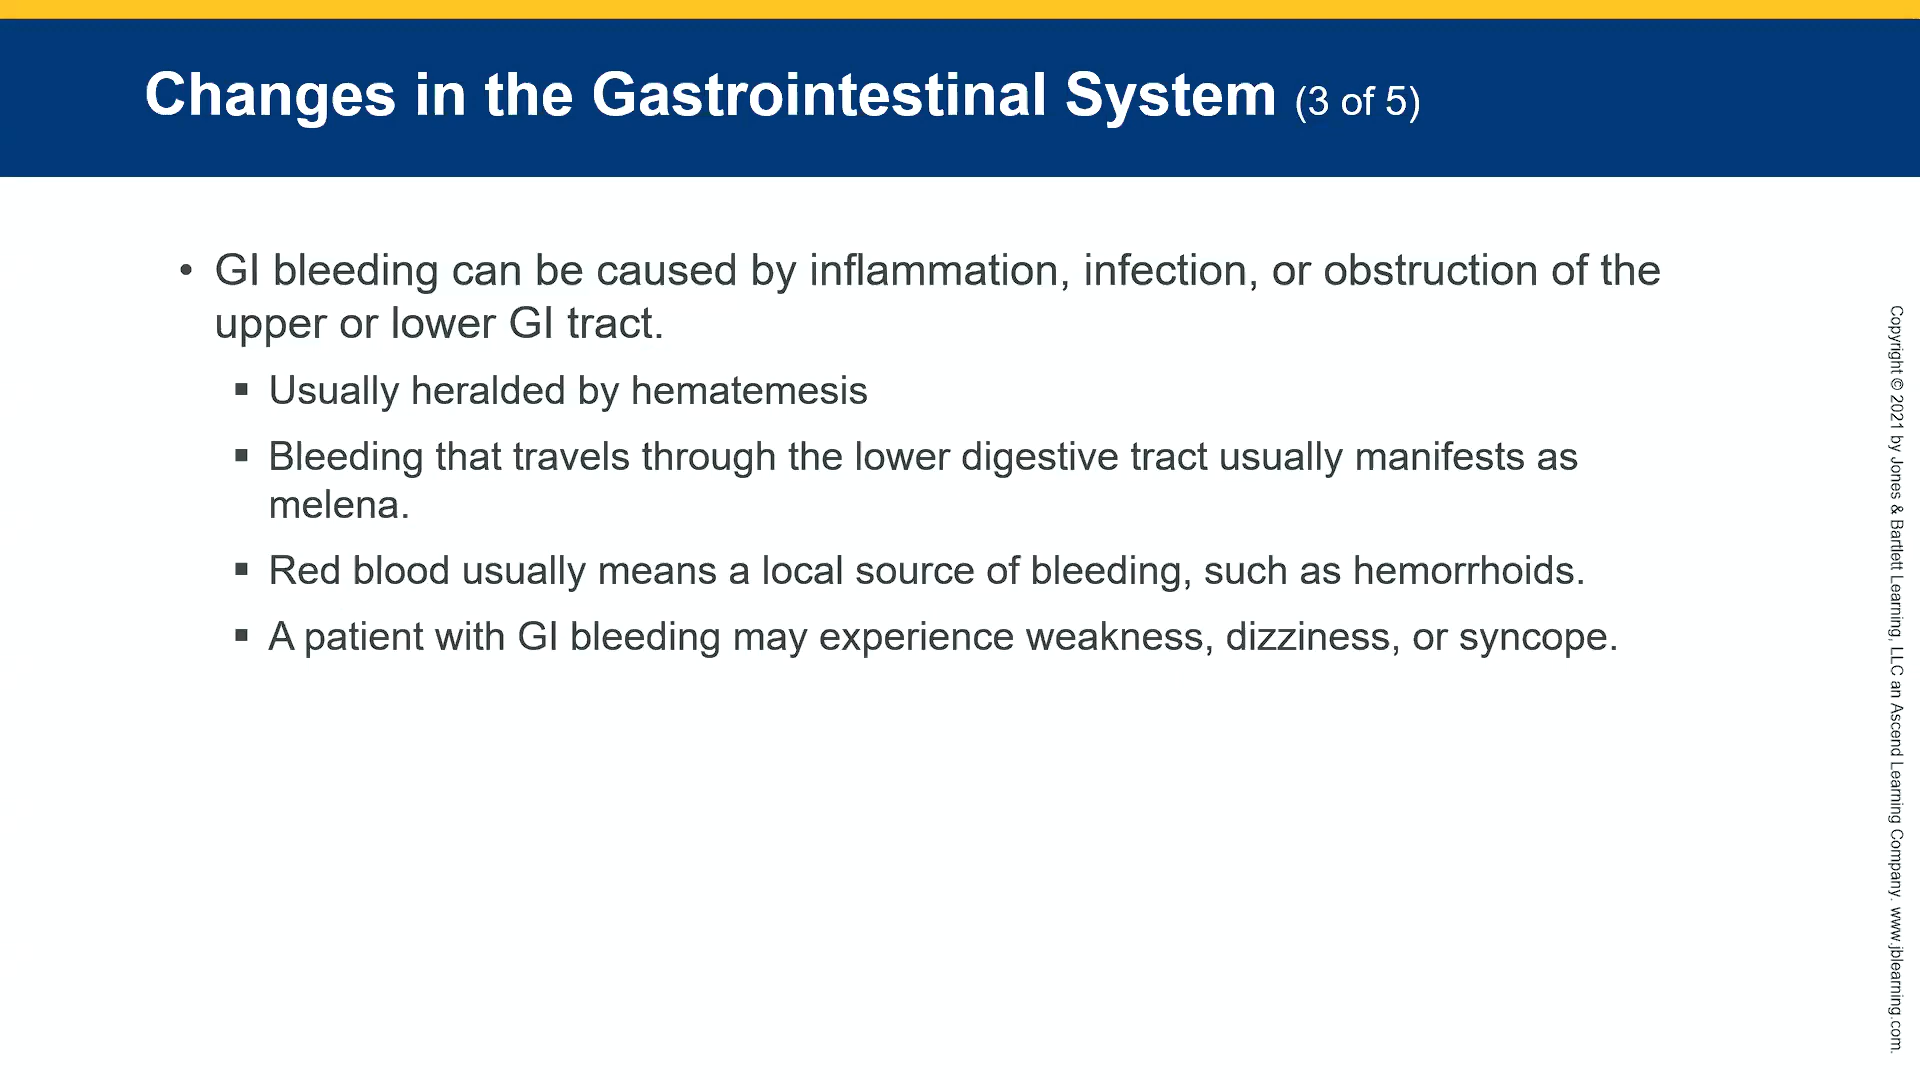 Changes in the Gastrointestinal System (3 of 5)
• GI bleeding can be caused by inflammation, infection, or obstruction of the
upper or lower GI tract.
▪ Usually heralded by hematemesis
▪ Bleeding that travels through the lower digestive tract usually manifests as
melena.
▪ Red blood usually means a local source of bleeding, such as hemorrhoids.
▪ A patient with GI bleeding may experience weakness, dizziness, or syncope.
Copyright © 2021 by Jones & Bartlett Learning, LLC an Ascend Learning Company. www.jblearning.com.